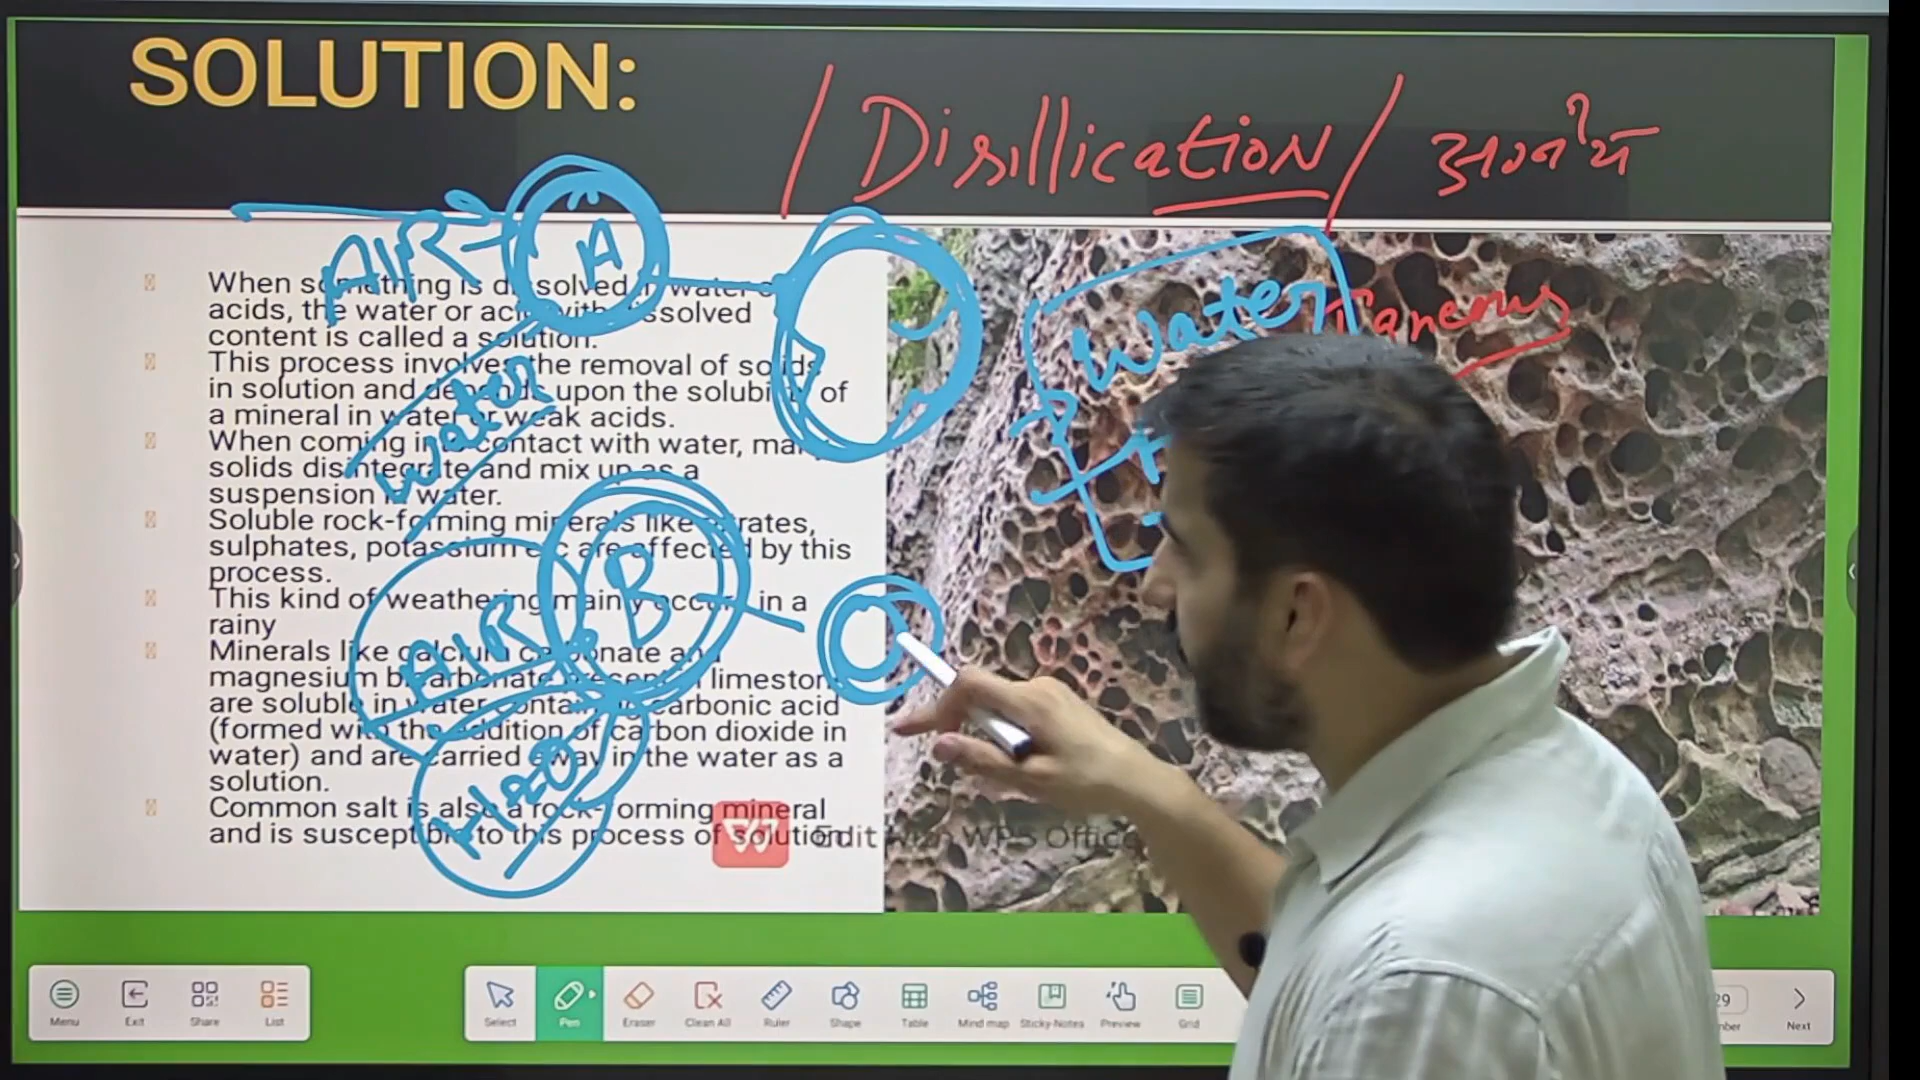 SOLUTION:
/ Disillication /
AIR
A
When something is dissolved in water or
acids, the water or acid with dissolved
content is called a solution.
This process involves the removal of solids
in solution and depends upon the solubility of
a mineral in water or weak acids.
When coming into contact with water, many
solids disintegrate and mix up as a
suspension in water.
Soluble rock-forming minerals like nitrates,
sulphates, potassium etc are affected by this
process.
This kind of weathering mainly occurs in a
rainy
Minerals like calcium carbonate and
magnesium bicarbonate present in limestone
are soluble in water containing carbonic acid
(formed with the addition of carbon dioxide in
water) and are carried away in the water as a
solution.
Common salt is also a rock-forming mineral
and is susceptible to this process of solution
water
B
AIR
H2O
Water
Igneous
Edit with WPS Office
Menu
Exit
Share
List
Select
Pen
Eraser
Clean All
Ruler
Shape
Table
Mind map
Sticky-Notes
Preview
Grid
29
Next